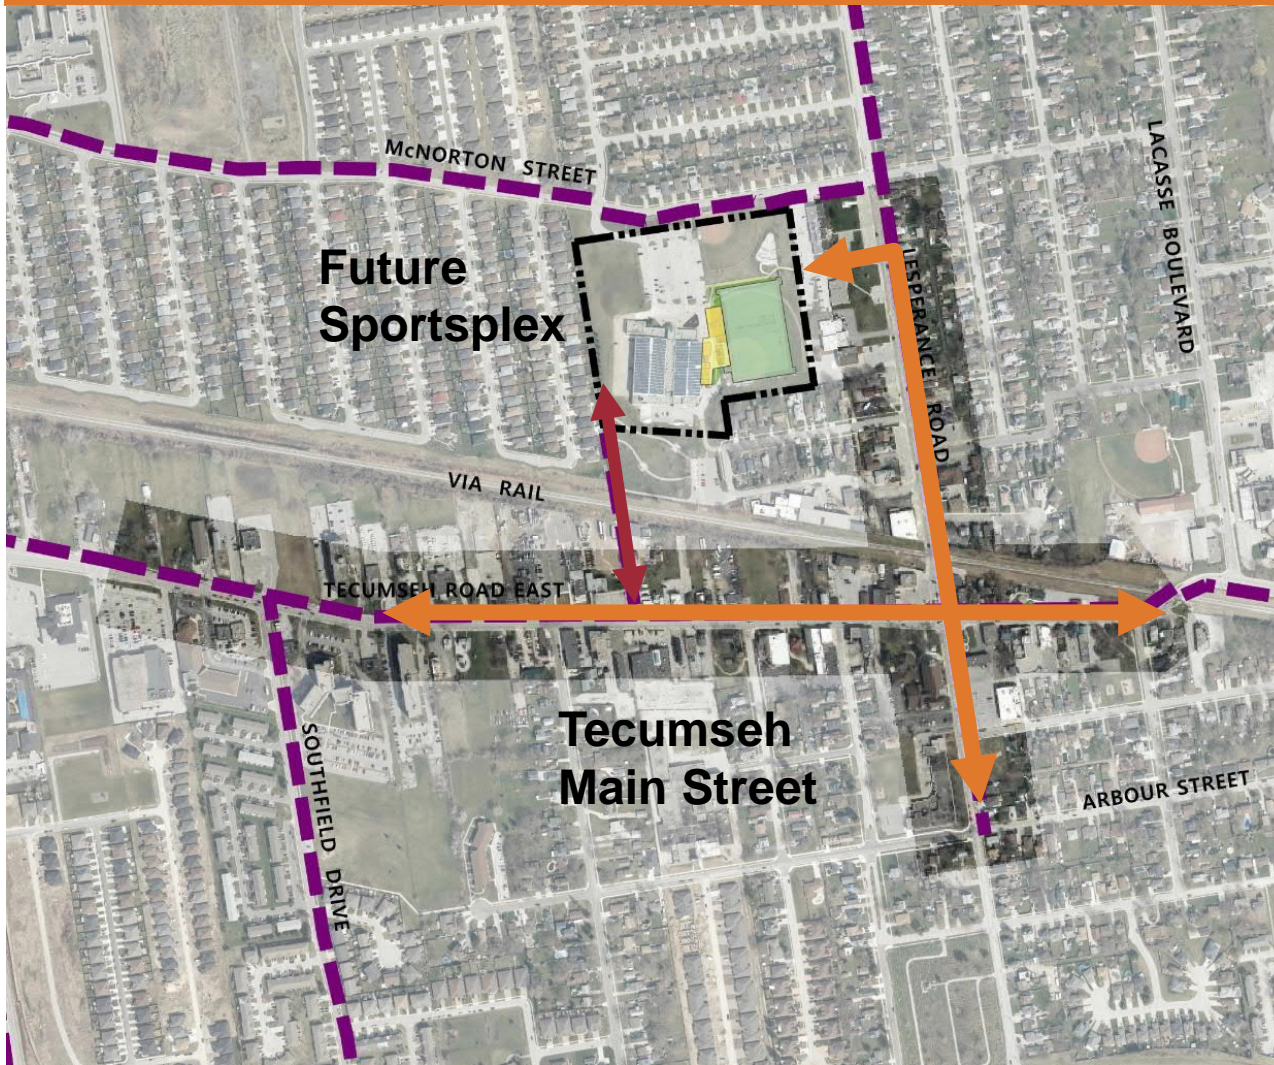 McNORTON STREET
LACASSE BOULEVARD
Future
Sportsplex
LESPERANCE ROAD
VIA RAIL
TECUMSEH ROAD EAST
Tecumseh
Main Street
SOUTHFIELD DRIVE
ARBOUR STREET